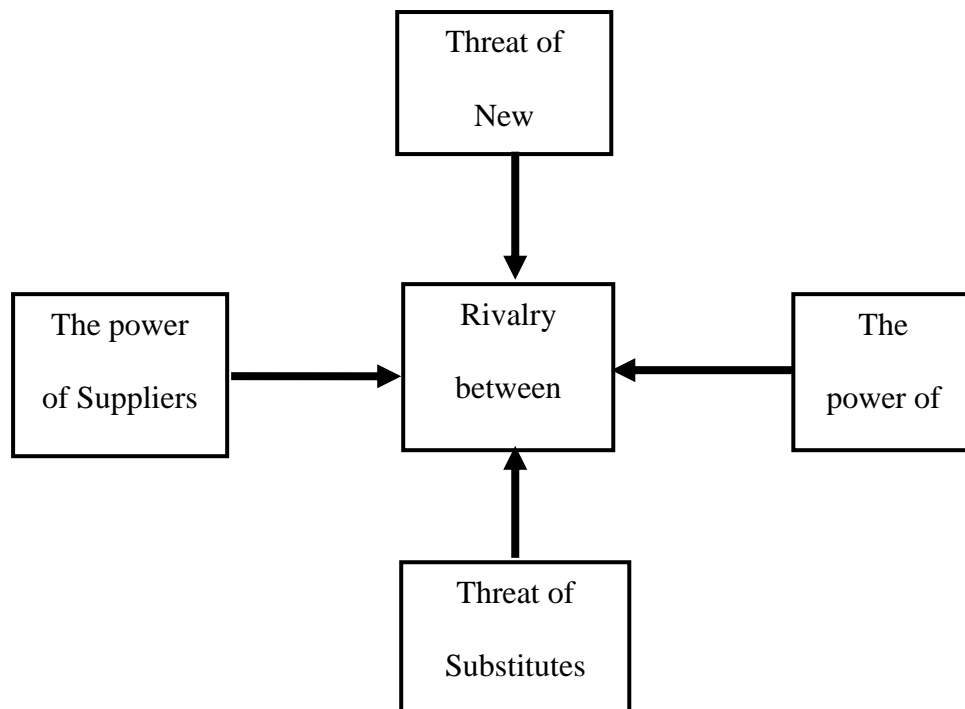 Threat of
New
The power
of Suppliers
Rivalry
between
The
power of
Threat of
Substitutes